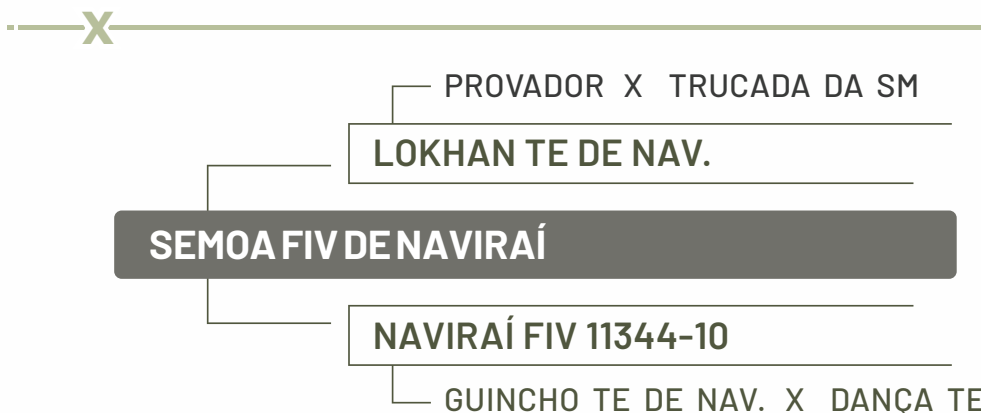 X
PROVADOR X TRUCADA DA SM
LOKHAN TE DE NAV.
SEMOA FIV DE NAVIRAÍ
NAVIRAÍ FIV 11344-10
GUINCHO TE DE NAV. X DANÇA TE